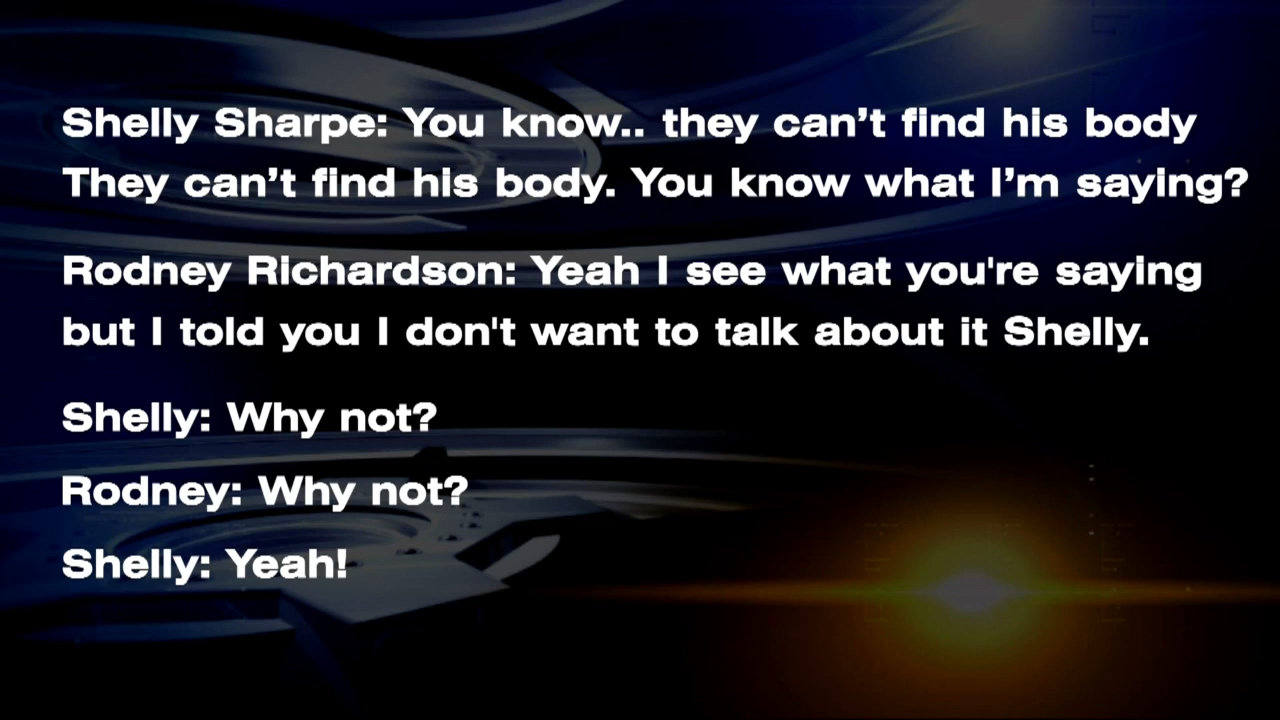 Shelly Sharpe: You know.. they can’t find his body
They can’t find his body. You know what I’m saying?
Rodney Richardson: Yeah I see what you're saying
but I told you I don't want to talk about it Shelly.
Shelly: Why not?
Rodney: Why not?
Shelly: Yeah!